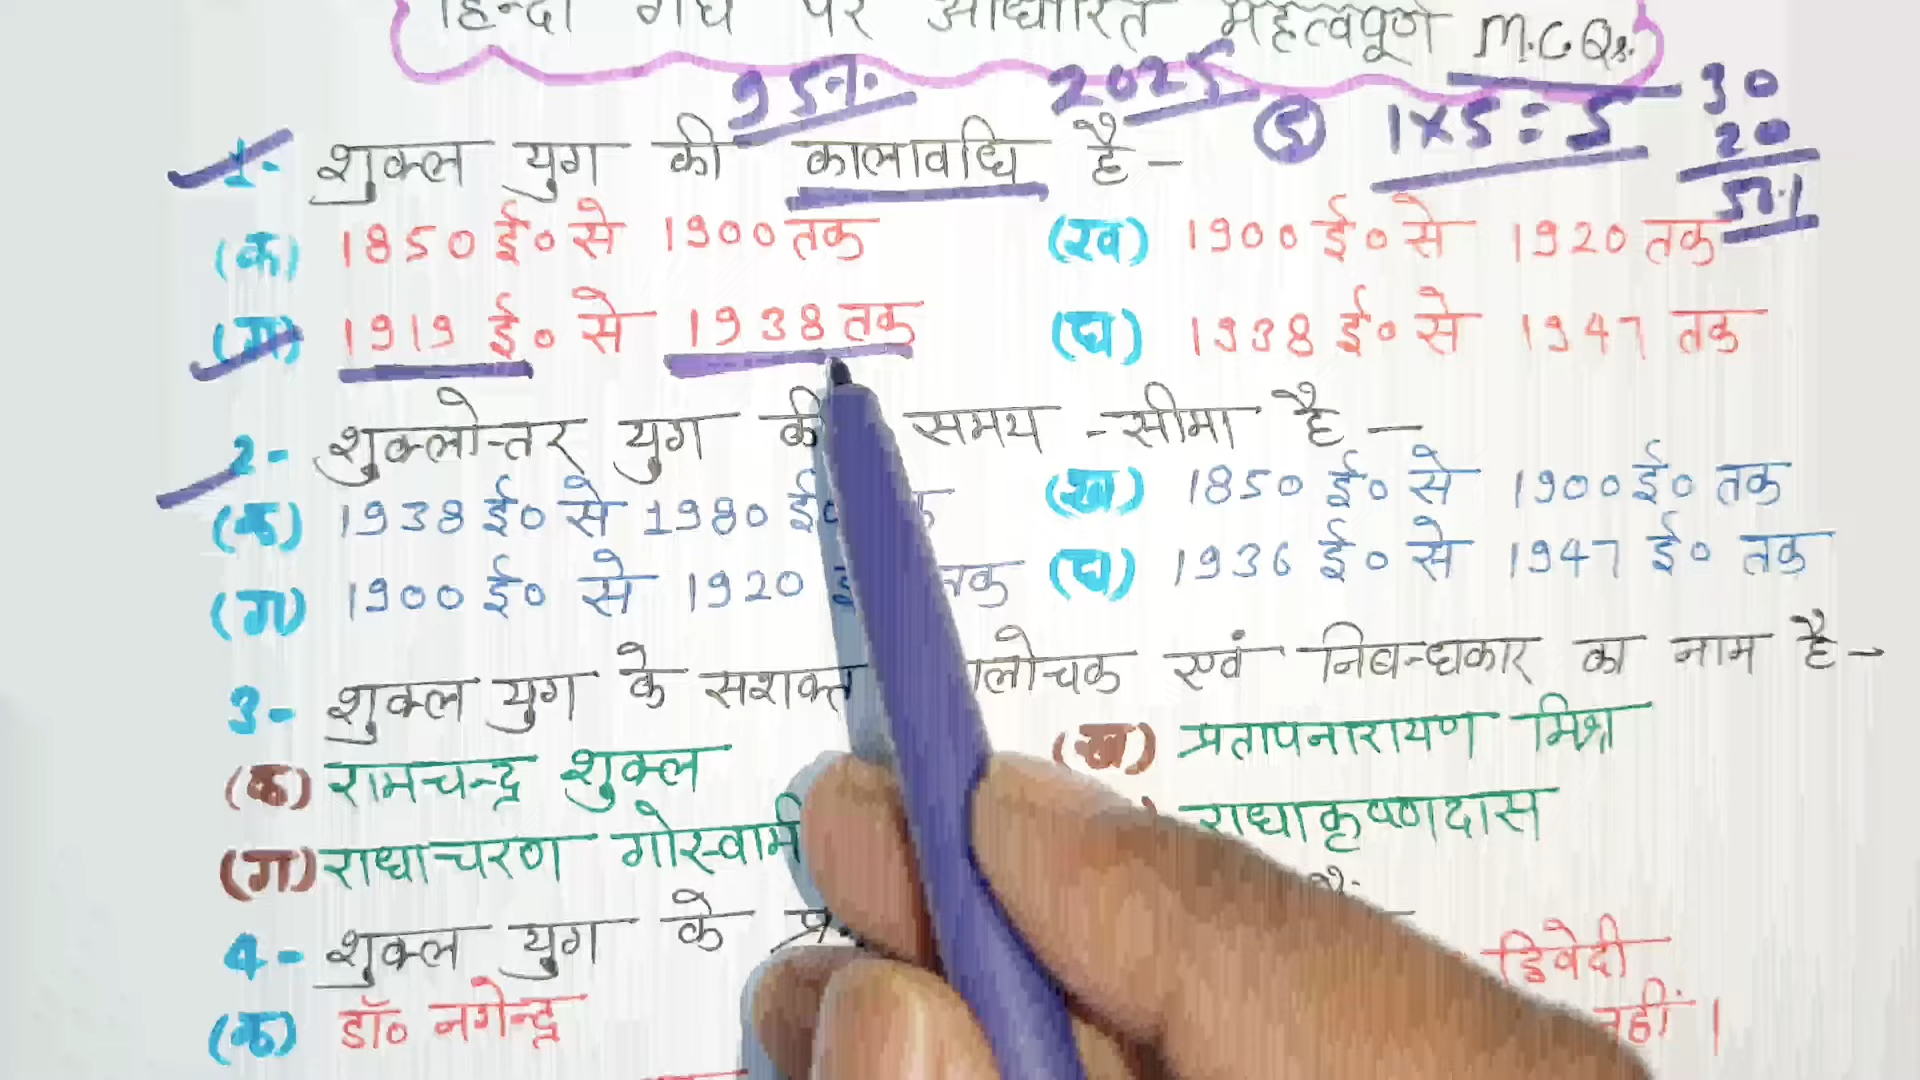 हिन्दी गद्य पर आधारित महत्वपूर्ण M.C.Qs.
95%. 2025 ⑤ 1×5=5 30
20
50%
1- शुक्ल युग की कालावधि है-
(क) 1850 ई० से 1900 तक (ख) 1900 ई० से 1920 तक
(ग) 1919 ई० से 1938 तक (घ) 1938 ई० से 1947 तक
2- शुक्लोत्तर युग की समय-सीमा है-
(क) 1938 ई० से 1980 ई० (ख) 1850 ई० से 1900 ई० तक
(ग) 1900 ई० से 1920 तक (घ) 1936 ई० से 1947 ई० तक
3- शुक्ल युग के सशक्त लोचक एवं निबन्धकार का नाम है-
(क) रामचन्द्र शुक्ल (ख) प्रतापनारायण मिश्र
(ग) राधाचरण गोस्वामी राधाकृष्णदास
4- शुक्ल युग के है-
(क) डॉ० नगेन्द्र द्विवेदी
नहीं।